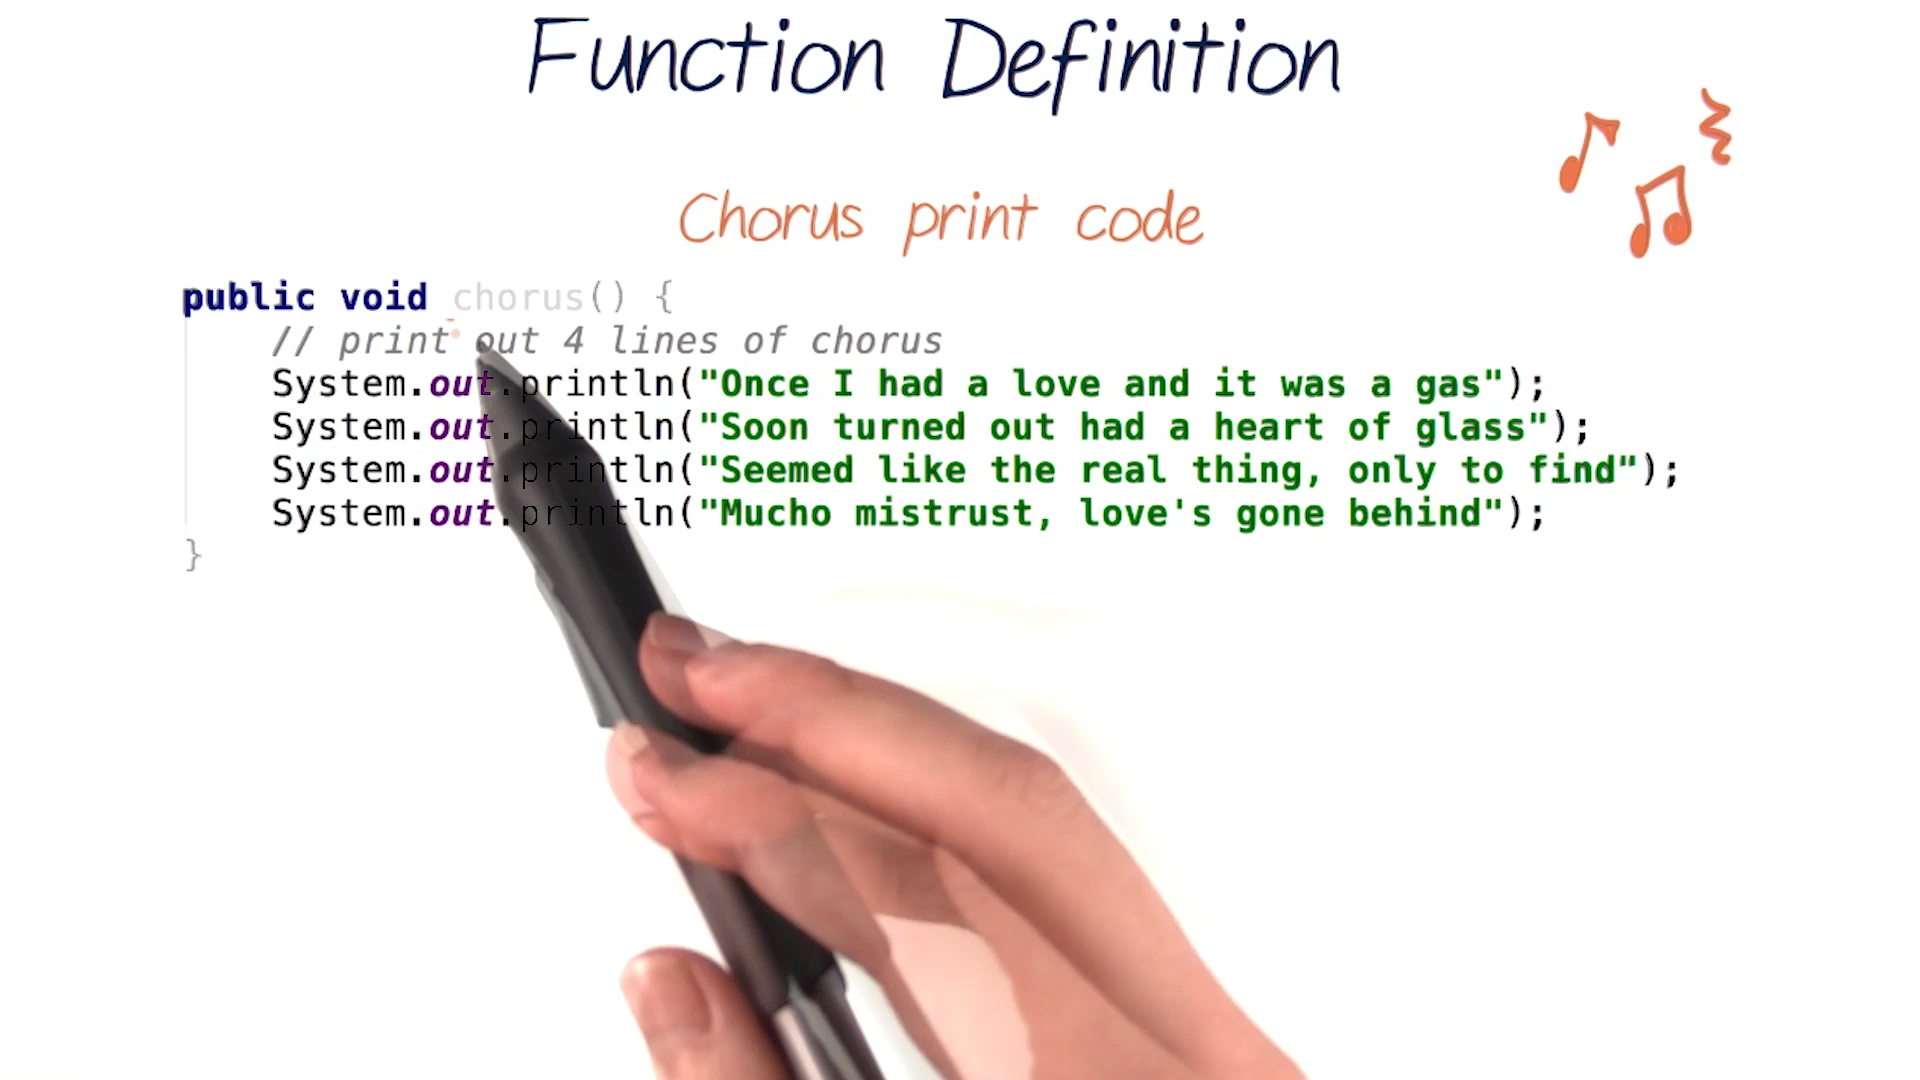 Function Definition
Chorus print code
public void chorus() {
// print out 4 lines of chorus
System.out.println("Once I had a love and it was a gas");
System.out.println("Soon turned out had a heart of glass");
System.out.println("Seemed like the real thing, only to find");
System.out.println("Mucho mistrust, love's gone behind");
}